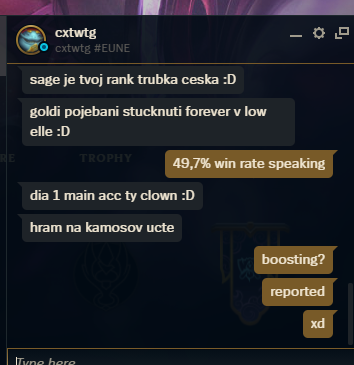 cxtwtg
cxtwtg #EUNE
sage je tvoj rank trubka ceska :D
goldi pojebani stucknuti forever v low
elle :D
TROPHY
49,7% win rate speaking
dia 1 main acc ty clown :D
hram na kamosov ucte
boosting?
reported
xd
Type here